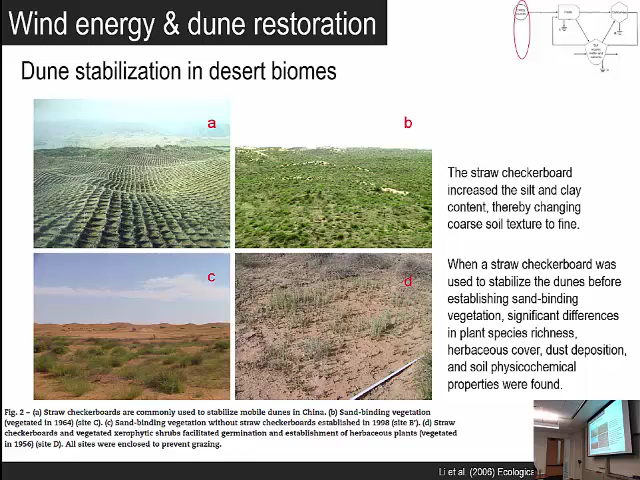 Wind energy & dune restoration
Dune stabilization in desert biomes
a
b
c
d
The straw checkerboard
increased the silt and clay
content, thereby changing
coarse soil texture to fine.
When a straw checkerboard was
used to stabilize the dunes before
establishing sand-binding
vegetation, significant differences
in plant species richness,
herbaceous cover, dust deposition,
and soil physicochemical
properties were found.
Fig. 2 – (a) Straw checkerboards are commonly used to stabilize mobile dunes in China. (b) Sand-binding vegetation
(vegetated in 1964) (site C). (c) Sand-binding vegetation without straw checkerboards established in 1998 (site B'). (d) Straw
checkerboards and vegetated xerophytic shrubs facilitated germination and establishment of herbaceous plants (vegetated
in 1956) (site D). All sites were enclosed to prevent grazing.
Li et al. (2006) Ecologica